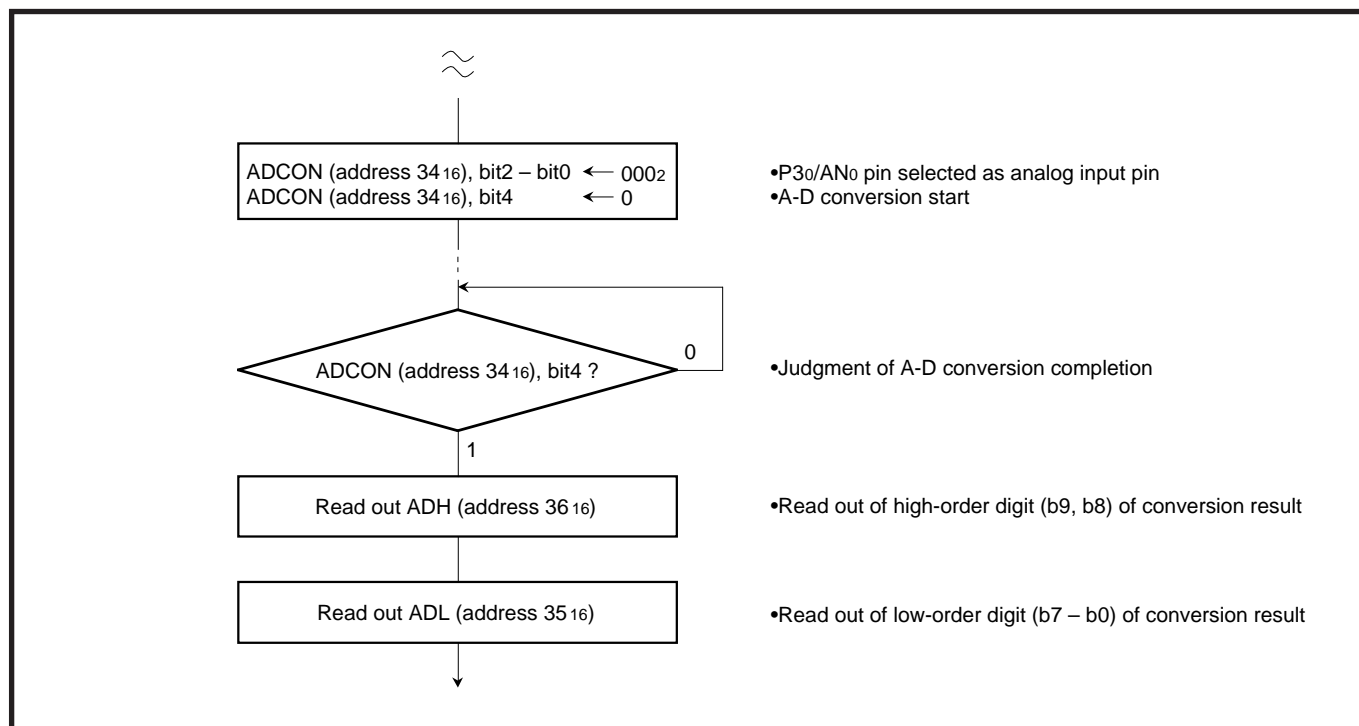 ADCON (address 34₁₆), bit2 – bit0 ← 000₂
•P3₀/AN₀ pin selected as analog input pin
ADCON (address 34₁₆), bit4 ← 0
•A-D conversion start
0
ADCON (address 34₁₆), bit4 ?
•Judgment of A-D conversion completion
1
Read out ADH (address 36₁₆)
•Read out of high-order digit (b9, b8) of conversion result
Read out ADL (address 35₁₆)
•Read out of low-order digit (b7 – b0) of conversion result